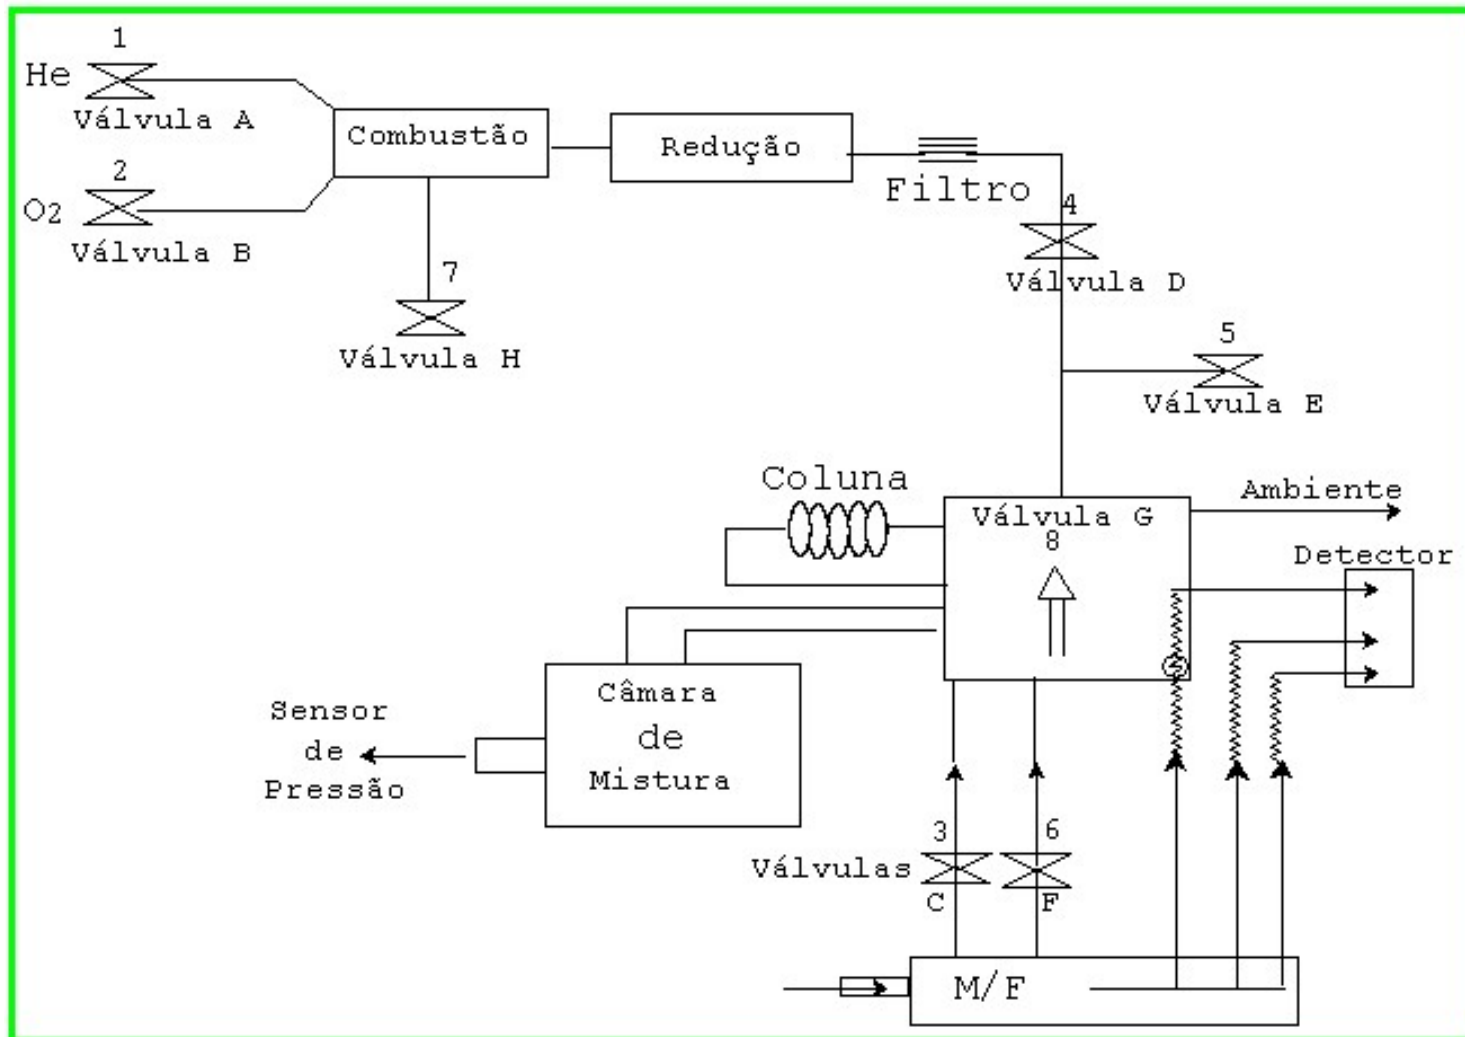 1
He
Válvula A
Combustão
Redução
2
O2
Válvula B
Filtro
4
7
Válvula D
Válvula H
5
Válvula E
Coluna
Ambiente
Válvula G
8
Detector
Câmara
de
Mistura
Sensor
de
Pressão
3 6
Válvulas
C F
M/F